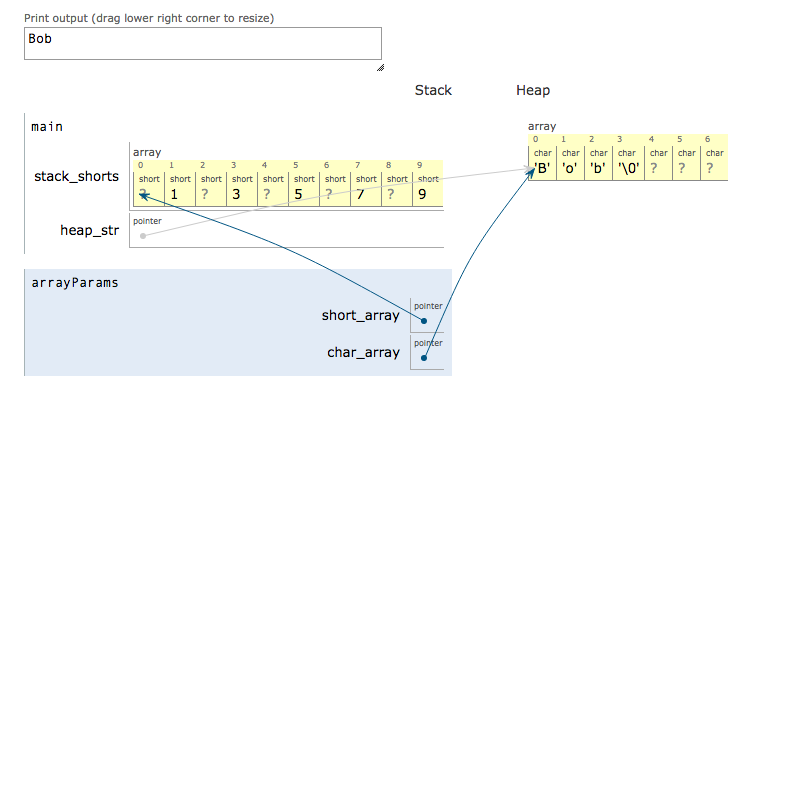 Print output (drag lower right corner to resize)
Bob
Stack Heap
main
array
0 1 2 3 4 5 6 7 8 9
short short short short short short short short short short
stack_shorts
? 1 ? 3 ? 5 ? 7 ? 9
pointer
heap_str
array
0 1 2 3 4 5 6
char char char char char char char
'B' 'o' 'b' '\0' ? ? ?
arrayParams
pointer
short_array
pointer
char_array